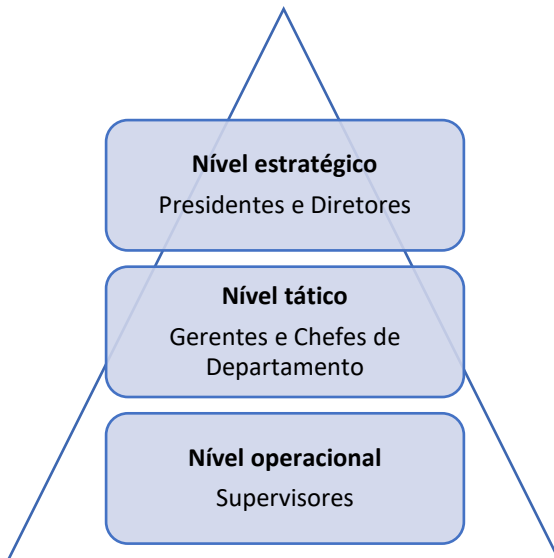 Nível estratégico
Presidentes e Diretores
Nível tático
Gerentes e Chefes de
Departamento
Nível operacional
Supervisores